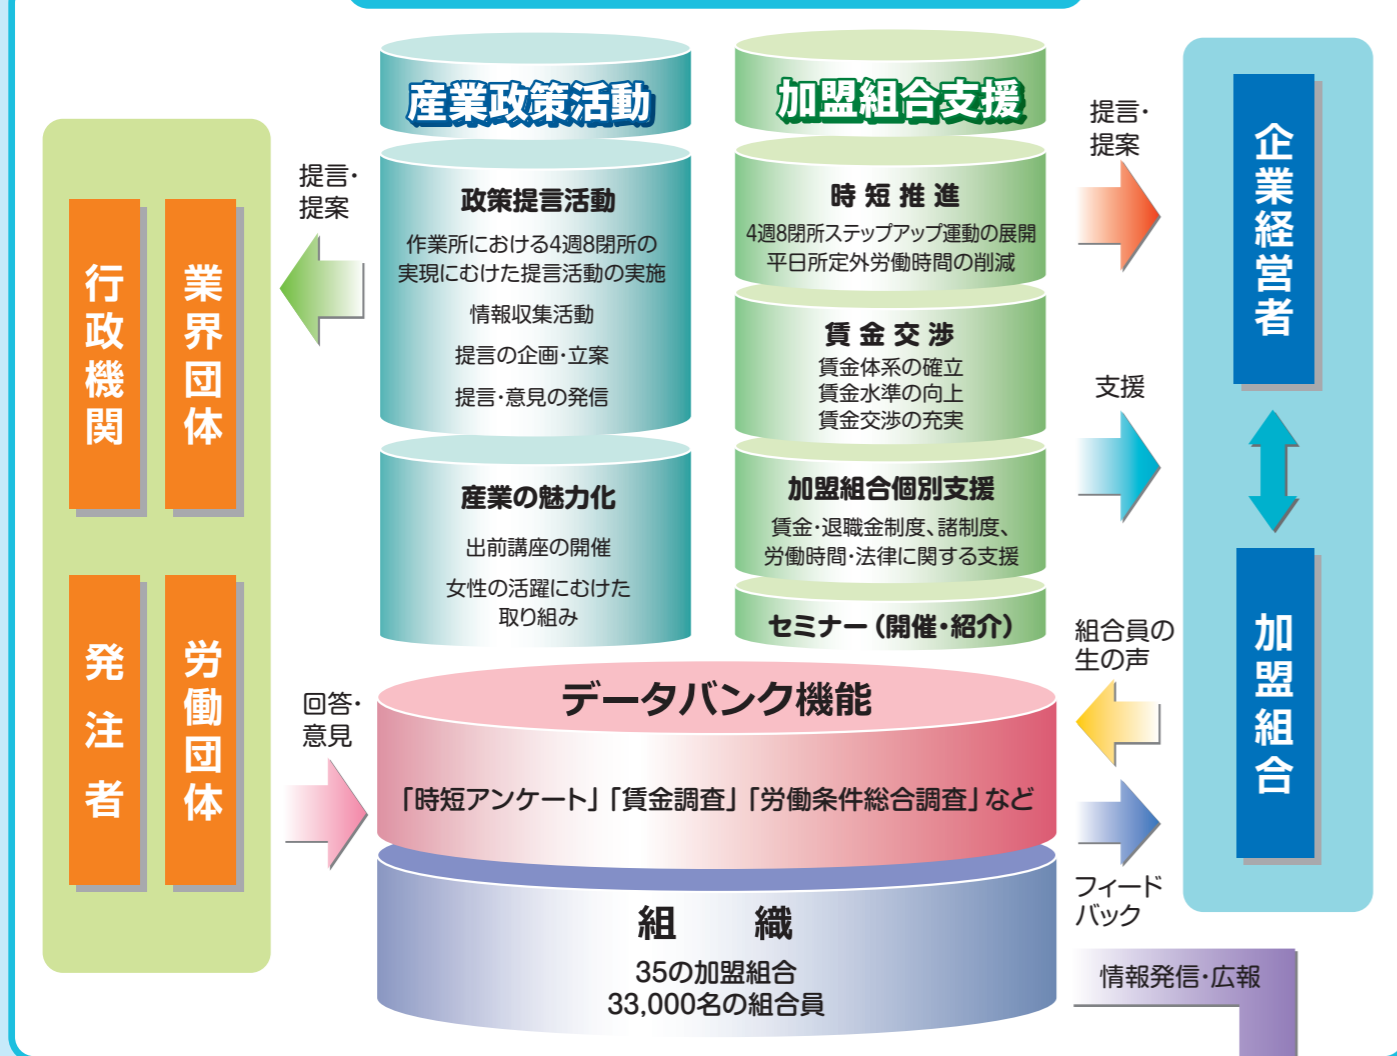 産業政策活動
政策提言活動
作業所における4週8閉所の
実現にむけた提言活動の実施
情報収集活動
提言の企画・立案
提言・意見の発信
産業の魅力化
出前講座の開催
女性の活躍にむけた
取り組み
加盟組合支援
時短推進
4週8閉所ステップアップ運動の展開
平日所定外労働時間の削減
賃金交渉
賃金体系の確立
賃金水準の向上
賃金交渉の充実
加盟組合個別支援
賃金・退職金制度、諸制度、
労働時間・法律に関する支援
セミナー（開催・紹介）
データバンク機能
「時短アンケート」「賃金調査」「労働条件総合調査」など
組　織
35の加盟組合
33,000名の組合員
提言・
提案
行政機関
業界団体
発注者
労働団体
回答・
意見
提言・
提案
企業経営者
支援
加盟組合
組合員の
生の声
フィード
バック
情報発信・広報